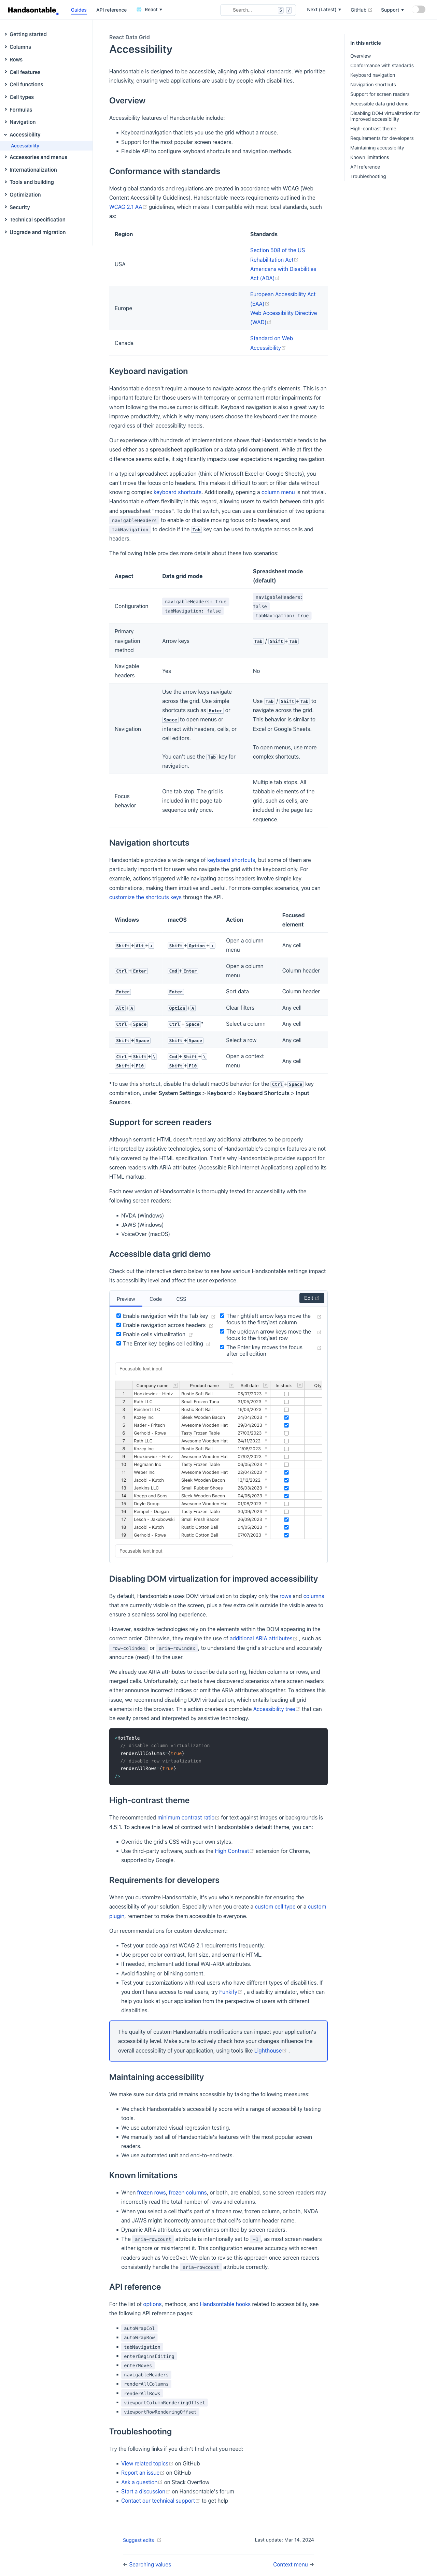 Handsontable
Guides
API reference
React
Search...
S
/
Next (Latest)
GitHub
Support
Getting started
Columns
Rows
Cell features
Cell functions
Cell types
Formulas
Navigation
Accessibility
Accessibility
Accessories and menus
Internationalization
Tools and building
Optimization
Security
Technical specification
Upgrade and migration
In this article
Overview
Conformance with standards
Keyboard navigation
Navigation shortcuts
Support for screen readers
Accessible data grid demo
Disabling DOM virtualization for
improved accessibility
High-contrast theme
Requirements for developers
Maintaining accessibility
Known limitations
API reference
Troubleshooting
React Data Grid
Accessibility
Handsontable is designed to be accessible, aligning with global standards. We prioritize
inclusivity, ensuring web applications are usable by people with disabilities.
Overview
Accessibility features of Handsontable include:
Keyboard navigation that lets you use the grid without a mouse.
Support for the most popular screen readers.
Flexible API to configure keyboard shortcuts and navigation methods.
Conformance with standards
Most global standards and regulations are created in accordance with WCAG (Web
Content Accessibility Guidelines). Handsontable meets requirements outlined in the
WCAG 2.1 AA guidelines, which makes it compatible with most local standards, such
as:
Region Standards
USA
Section 508 of the US
Rehabilitation Act
Americans with Disabilities
Act (ADA)
Europe
European Accessibility Act
(EAA)
Web Accessibility Directive
(WAD)
Canada
Standard on Web
Accessibility
Keyboard navigation
Handsontable doesn't require a mouse to navigate across the grid's elements. This is an
important feature for those users with temporary or permanent motor impairments and
for whom following the mouse cursor is difficult. Keyboard navigation is also a great way to
improve productivity, which is why many users choose the keyboard over the mouse
regardless of their accessibility needs.
Our experience with hundreds of implementations shows that Handsontable tends to be
used either as a spreadsheet application or a data grid component. While at first the
difference seems subtle, it significantly impacts user expectations regarding navigation.
In a typical spreadsheet application (think of Microsoft Excel or Google Sheets), you
can't move the focus onto headers. This makes it difficult to sort or filter data without
knowing complex keyboard shortcuts. Additionally, opening a column menu is not trivial.
Handsontable offers flexibility in this regard, allowing users to switch between data grid
and spreadsheet "modes". To do that switch, you can use a combination of two options:
navigableHeaders to enable or disable moving focus onto headers, and
tabNavigation to decide if the Tab key can be used to navigate across cells and
headers.
The following table provides more details about these two scenarios:
Aspect Data grid mode Spreadsheet mode
(default)
Configuration
navigableHeaders: true
tabNavigation: false
navigableHeaders:
false
tabNavigation: true
Primary
navigation
method
Arrow keys
Tab / Shift+Tab
Navigable
headers
Yes
No
Navigation
Use the arrow keys navigate
across the grid. Use simple
shortcuts such as Enter or
Space to open menus or
interact with headers, cells, or
cell editors.
You can't use the Tab key for
navigation.
Use Tab / Shift+Tab to
navigate across the grid.
This behavior is similar to
Excel or Google Sheets.
To open menus, use more
complex shortcuts.
Focus
behavior
One tab stop. The grid is
included in the page tab
sequence only once.
Multiple tab stops. All
tabbable elements of the
grid, such as cells, are
included in the page tab
sequence.
Navigation shortcuts
Handsontable provides a wide range of keyboard shortcuts, but some of them are
particularly important for users who navigate the grid with the keyboard only. For
example, actions triggered while navigating across headers involve simple key
combinations, making them intuitive and useful. For more complex scenarios, you can
customize the shortcuts keys through the API.
Windows macOS Action Focused
element
Shift+Alt+↓ Shift+Option+↓ Open a column
menu Any cell
Ctrl+Enter Cmd+Enter Open a column
menu Column header
Enter Enter Sort data Column header
Alt+A Option+A Clear filters Any cell
Ctrl+Space Ctrl+Space* Select a column Any cell
Shift+Space Shift+Space Select a row Any cell
Ctrl+Shift+\ Cmd+Shift+\ Open a context
Shift+F10 Shift+F10 menu Any cell
*To use this shortcut, disable the default macOS behavior for the Ctrl+Space key
combination, under System Settings > Keyboard > Keyboard Shortcuts > Input
Sources.
Support for screen readers
Although semantic HTML doesn't need any additional attributes to be properly
interpreted by assistive technologies, some of Handsontable's complex features are not
fully covered by the HTML specification. That's why Handsontable provides support for
screen readers with ARIA attributes (Accessible Rich Internet Applications) applied to its
HTML markup.
Each new version of Handsontable is thoroughly tested for accessibility with the
following screen readers:
NVDA (Windows)
JAWS (Windows)
VoiceOver (macOS)
Accessible data grid demo
Check out the interactive demo below to see how various Handsontable settings impact
its accessibility level and affect the user experience.
Preview
Code
CSS
Edit
Enable navigation with the Tab key
Enable navigation across headers
Enable cells virtualization
The Enter key begins cell editing
The right/left arrow keys move the
focus to the first/last column
The up/down arrow keys move the
focus to the first/last row
The Enter key moves the focus
after cell edition
Focusable text input
Company name Product name Sell date In stock Qty
1 Hodkiewicz - Hintz Rustic Soft Ball 05/07/2023
2 Rath LLC Small Frozen Tuna 31/05/2023
3 Reichert LLC Rustic Soft Ball 16/03/2023
4 Kozey Inc Sleek Wooden Bacon 24/04/2023
5 Nader - Fritsch Awesome Wooden Hat 29/04/2023
6 Gerhold - Rowe Tasty Frozen Table 27/03/2023
7 Rath LLC Awesome Wooden Hat 24/11/2022
8 Kozey Inc Rustic Soft Ball 11/08/2023
9 Hodkiewicz - Hintz Awesome Wooden Hat 07/02/2023
10 Hegmann Inc Tasty Frozen Table 06/05/2023
11 Weber Inc Awesome Wooden Hat 22/04/2023
12 Jacobi - Kutch Sleek Wooden Bacon 13/12/2022
13 Jenkins LLC Small Rubber Shoes 26/03/2023
14 Koepp and Sons Sleek Wooden Bacon 04/05/2023
15 Doyle Group Awesome Wooden Hat 01/08/2023
16 Rempel - Durgan Tasty Frozen Table 30/09/2023
17 Lesch - Jakubowski Small Fresh Bacon 26/09/2023
18 Jacobi - Kutch Rustic Cotton Ball 04/05/2023
19 Gerhold - Rowe Rustic Cotton Ball 07/07/2023
Focusable text input
Disabling DOM virtualization for improved accessibility
By default, Handsontable uses DOM virtualization to display only the rows and columns
that are currently visible on the screen, plus a few extra cells outside the visible area to
ensure a seamless scrolling experience.
However, assistive technologies rely on the elements within the DOM appearing in the
correct order. Otherwise, they require the use of additional ARIA attributes , such as
row-colindex or aria-rowindex, to understand the grid's structure and accurately
announce (read) it to the user.
We already use ARIA attributes to describe data sorting, hidden columns or rows, and
merged cells. Unfortunately, our tests have discovered scenarios where screen readers
either announce incorrect indices or omit the ARIA attributes altogether. To address this
issue, we recommend disabling DOM virtualization, which entails loading all grid
elements into the browser. This action creates a complete Accessibility tree that can
be easily parsed and interpreted by assistive technology.
<HotTable
// disable column virtualization
renderAllColumns={true}
// disable row virtualization
renderAllRows={true}
/>
High-contrast theme
The recommended minimum contrast ratio for text against images or backgrounds is
4.5:1. To achieve this level of contrast with Handsontable's default theme, you can:
Override the grid's CSS with your own styles.
Use third-party software, such as the High Contrast extension for Chrome,
supported by Google.
Requirements for developers
When you customize Handsontable, it's you who's responsible for ensuring the
accessibility of your solution. Especially when you create a custom cell type or a custom
plugin, remember to make them accessible to everyone.
Our recommendations for custom development:
Test your code against WCAG 2.1 requirements frequently.
Use proper color contrast, font size, and semantic HTML.
If needed, implement additional WAI-ARIA attributes.
Avoid flashing or blinking content.
Test your customizations with real users who have different types of disabilities. If
you don't have access to real users, try Funkify , a disability simulator, which can
help you look at your application from the perspective of users with different
disabilities.
The quality of custom Handsontable modifications can impact your application's
accessibility level. Make sure to actively check how your changes influence the
overall accessibility of your application, using tools like Lighthouse .
Maintaining accessibility
We make sure our data grid remains accessible by taking the following measures:
We check Handsontable's accessibility score with a range of accessibility testing
tools.
We use automated visual regression testing.
We manually test all of Handsontable's features with the most popular screen
readers.
We use automated unit and end-to-end tests.
Known limitations
When frozen rows, frozen columns, or both, are enabled, some screen readers may
incorrectly read the total number of rows and columns.
When you select a cell that's a part of frozen row, frozen column, or both, NVDA
and JAWS might incorrectly announce that cell's column header name.
Dynamic ARIA attributes are sometimes omitted by screen readers.
The aria-rowcount attribute is intentionally set to -1, as most screen readers
either ignore or misinterpret it. This configuration ensures accuracy with screen
readers such as VoiceOver. We plan to revise this approach once screen readers
consistently handle the aria-rowcount attribute correctly.
API reference
For the list of options, methods, and Handsontable hooks related to accessibility, see
the following API reference pages:
autoWrapCol
autoWrapRow
tabNavigation
enterBeginsEditing
enterMoves
navigableHeaders
renderAllColumns
renderAllRows
viewportColumnRenderingOffset
viewportRowRenderingOffset
Troubleshooting
Try the following links if you didn't find what you need:
View related topics on GitHub
Report an issue on GitHub
Ask a question on Stack Overflow
Start a discussion on Handsontable's forum
Contact our technical support to get help
Suggest edits
Last update: Mar 14, 2024
← Searching values
Context menu →